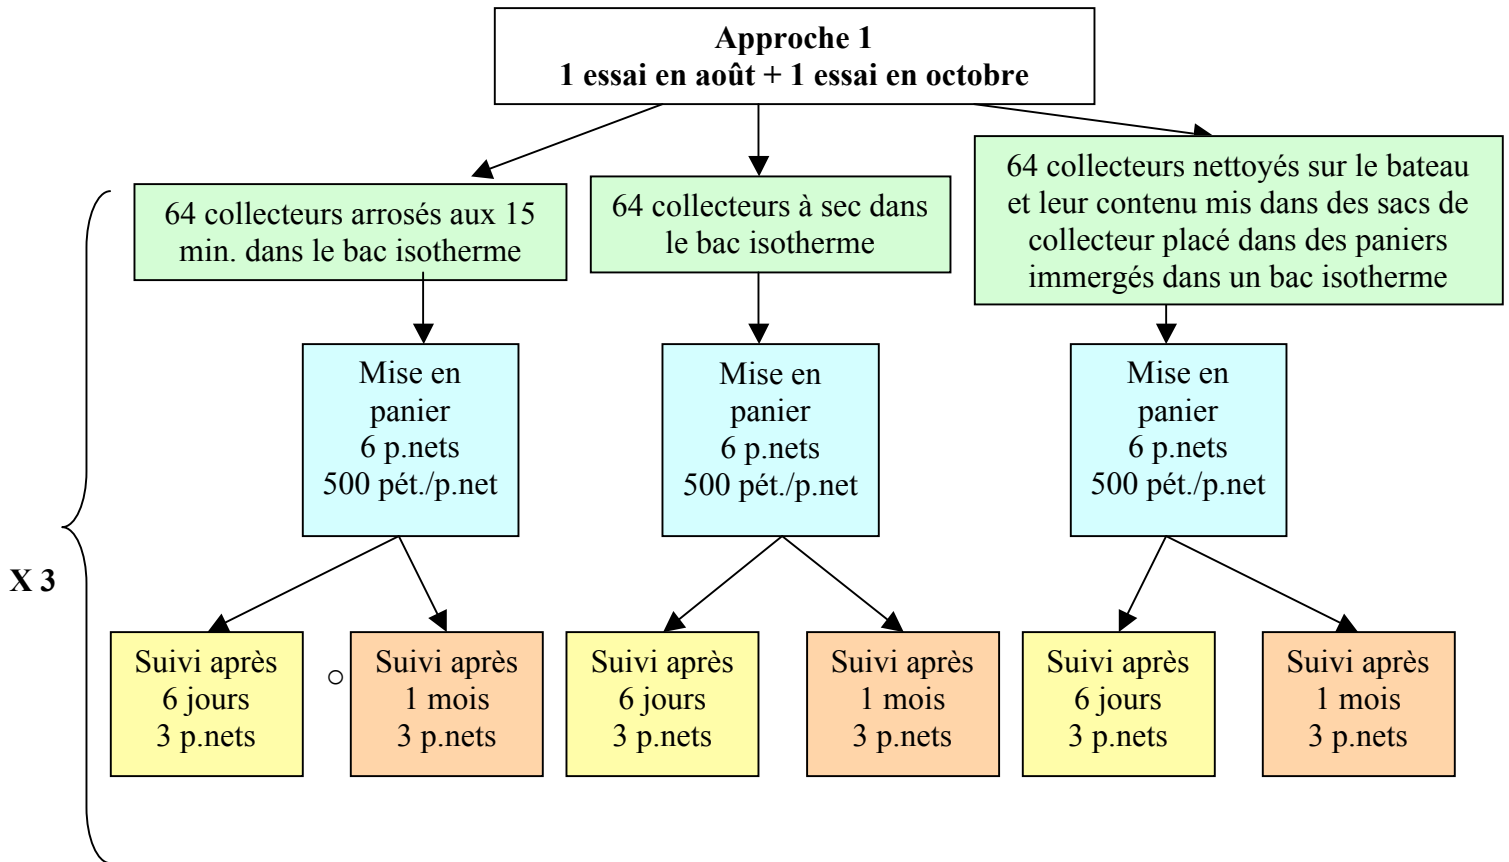 Approche 1
1 essai en août + 1 essai en octobre
64 collecteurs arrosés aux 15
min. dans le bac isotherme
64 collecteurs à sec dans
le bac isotherme
64 collecteurs nettoyés sur le bateau
et leur contenu mis dans des sacs de
collecteur placé dans des paniers
immergés dans un bac isotherme
Mise en
panier
6 p.nets
500 pét./p.net
Mise en
panier
6 p.nets
500 pét./p.net
Mise en
panier
6 p.nets
500 pét./p.net
X 3
Suivi après
6 jours
3 p.nets
Suivi après
1 mois
3 p.nets
Suivi après
6 jours
3 p.nets
Suivi après
1 mois
3 p.nets
Suivi après
6 jours
3 p.nets
Suivi après
1 mois
3 p.nets